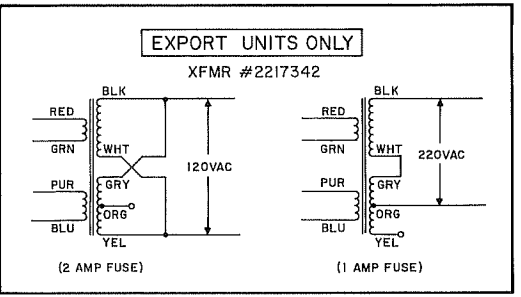 EXPORT UNITS ONLY
XFMR #2217342
BLK
RED
GRN
WHT
GRY
PUR
ORG
BLU
YEL
120VAC
(2 AMP FUSE)
BLK
RED
GRN
WHT
GRY
PUR
ORG
BLU
YEL
220VAC
(1 AMP FUSE)